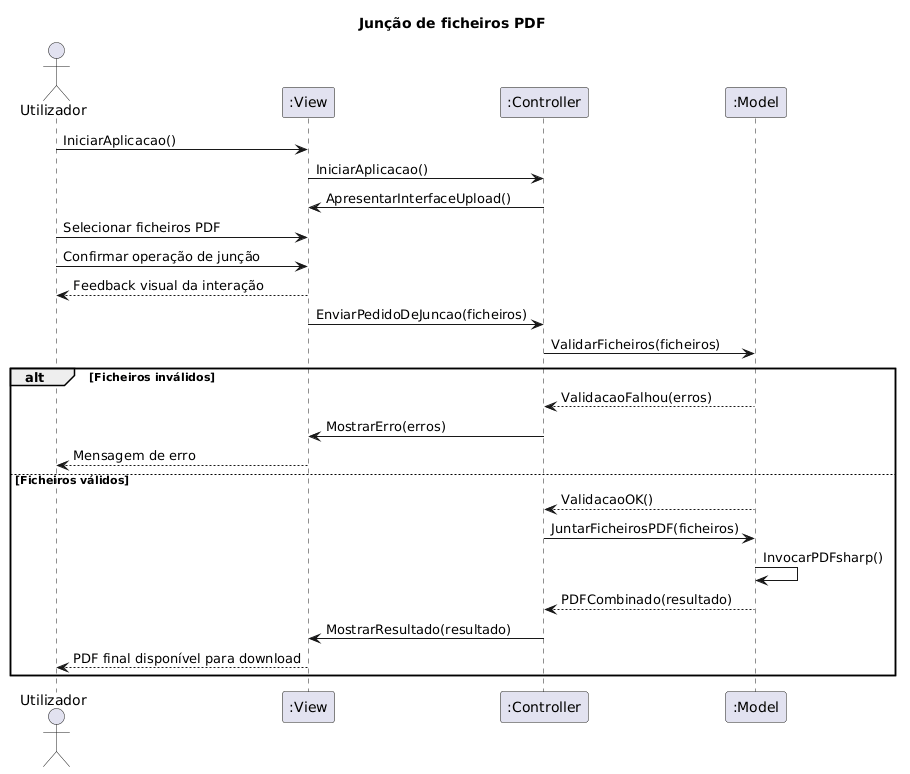 Junção de ficheiros PDF
Utilizador
:View
:Controller
:Model
IniciarAplicacao()
IniciarAplicacao()
ApresentarInterfaceUpload()
Selecionar ficheiros PDF
Confirmar operação de junção
Feedback visual da interação
EnviarPedidoDeJuncao(ficheiros)
ValidarFicheiros(ficheiros)
alt [Ficheiros inválidos]
ValidacaoFalhou(erros)
MostrarErro(erros)
Mensagem de erro
[Ficheiros válidos]
ValidacaoOK()
JuntarFicheirosPDF(ficheiros)
InvocarPDFsharp()
PDFCombinado(resultado)
MostrarResultado(resultado)
PDF final disponível para download
Utilizador
:View
:Controller
:Model